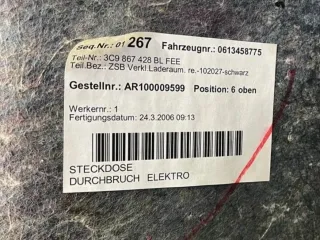 Seq.Nr.: 01 267 Fahrzeugnr.: 0613458775
Teil-Nr.: 3C9 867 428 BL FEE
Teil.Bez.: ZSB Verkl.Laderaum. re.-102027-schwarz
Gestellnr.: AR100009599 Position: 6 oben
Werkernr.: 1
Fertigungsdatum: 24.3.2006 09:13
STECKDOSE
DURCHBRUCH ELEKTRO